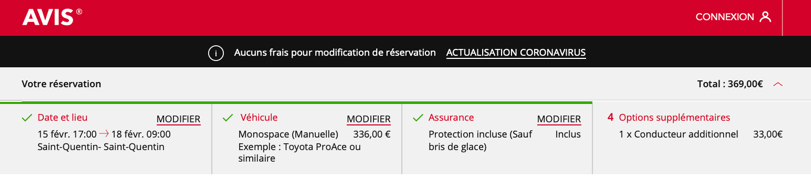 AVIS®
CONNEXION
Aucuns frais pour modification de réservation ACTUALISATION CORONAVIRUS
Votre réservation
Total : 369,00€
Date et lieu
MODIFIER
15 févr. 17:00 → 18 févr. 09:00
Saint-Quentin- Saint-Quentin
Véhicule
MODIFIER
Monospace (Manuelle) 336,00 €
Exemple : Toyota ProAce ou
similaire
Assurance
MODIFIER
Protection incluse (Sauf Inclus
bris de glace)
4 Options supplémentaires
1 x Conducteur additionnel 33,00€